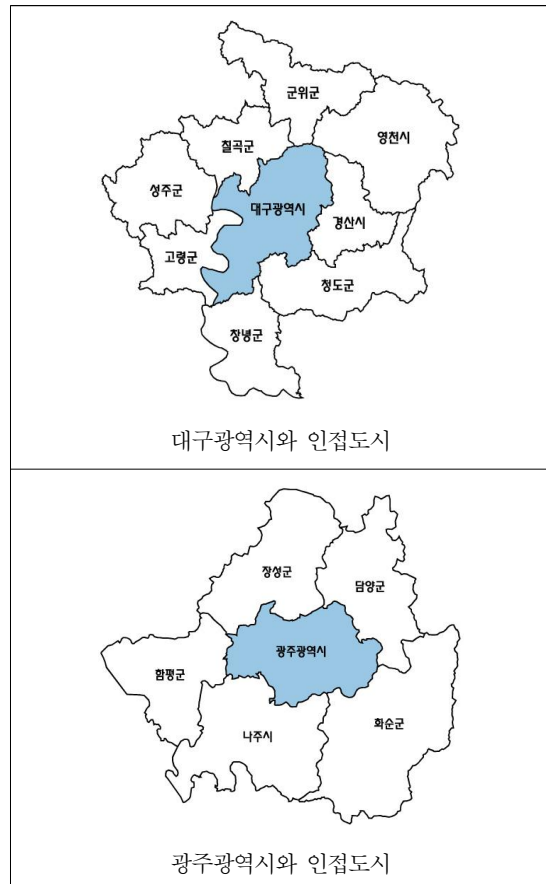 군위군
영천시
칠곡군
성주군
대구광역시
경산시
고령군
청도군
창녕군
대구광역시와 인접도시
장성군
담양군
광주광역시
함평군
나주시
화순군
광주광역시와 인접도시